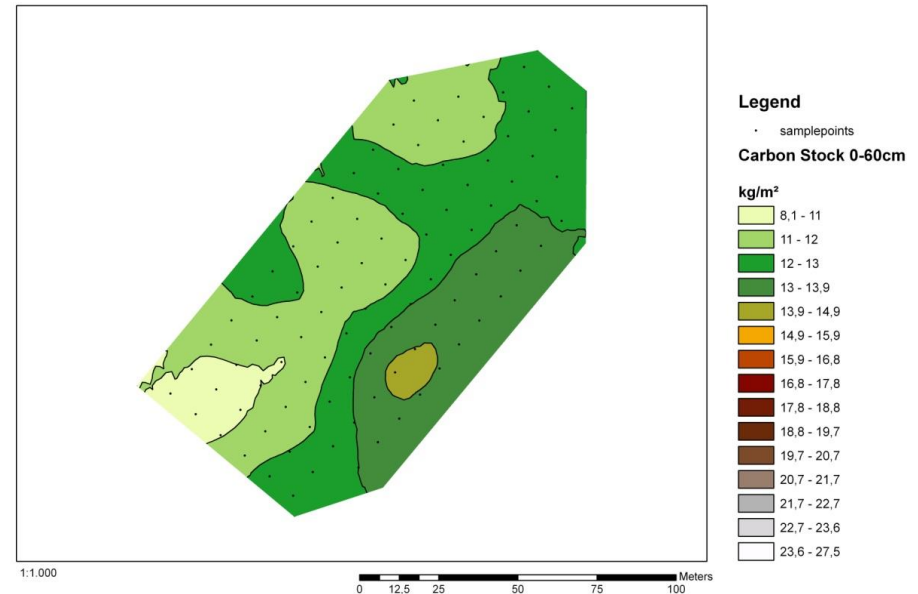 Legend
samplepoints
Carbon Stock 0-60cm
kg/m²
8,1 - 11
11 - 12
12 - 13
13 - 13,9
13,9 - 14,9
14,9 - 15,9
15,9 - 16,8
16,8 - 17,8
17,8 - 18,8
18,8 - 19,7
19,7 - 20,7
20,7 - 21,7
21,7 - 22,7
22,7 - 23,6
23,6 - 27,5
1:1.000
Meters
0 12.5 25 50 75 100